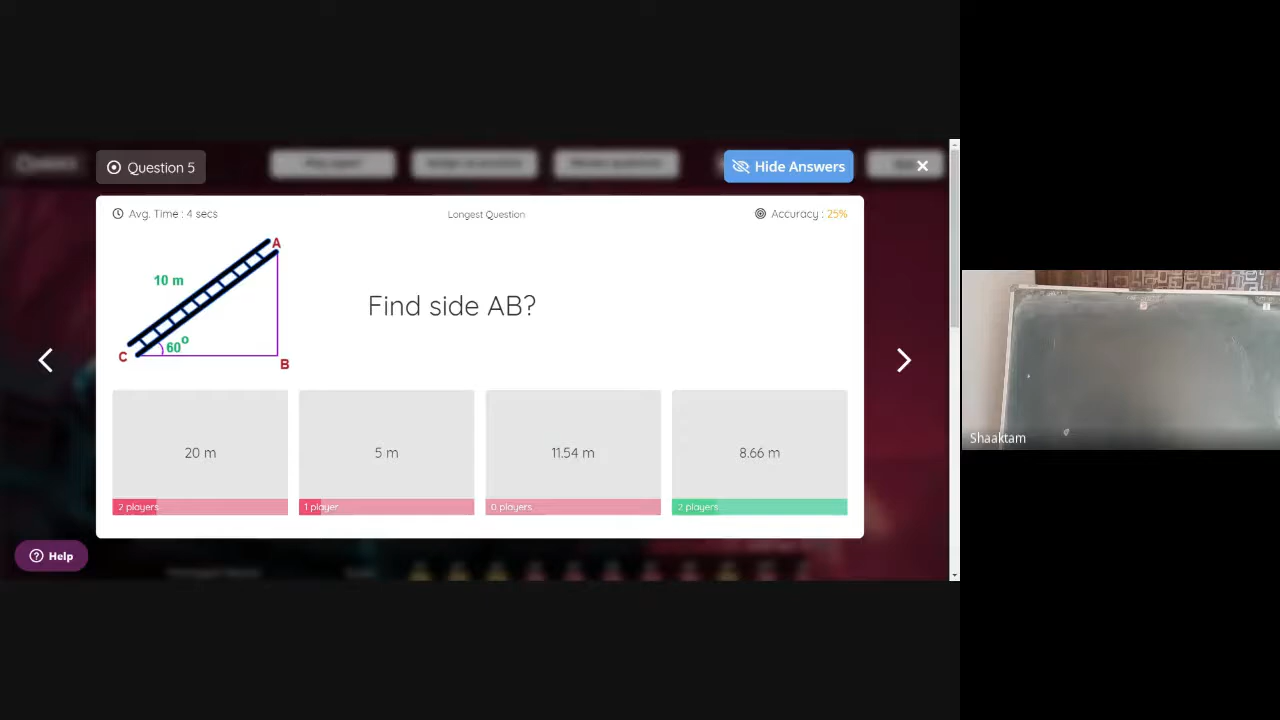 Question 5
Hide Answers
Avg. Time : 4 secs
Longest Question
Accuracy : 25%
A
10 m
60°
C
B
Find side AB?
20 m
5 m
11.54 m
8.66 m
2 players
1 player
0 players
2 players
Help
Shaaktam